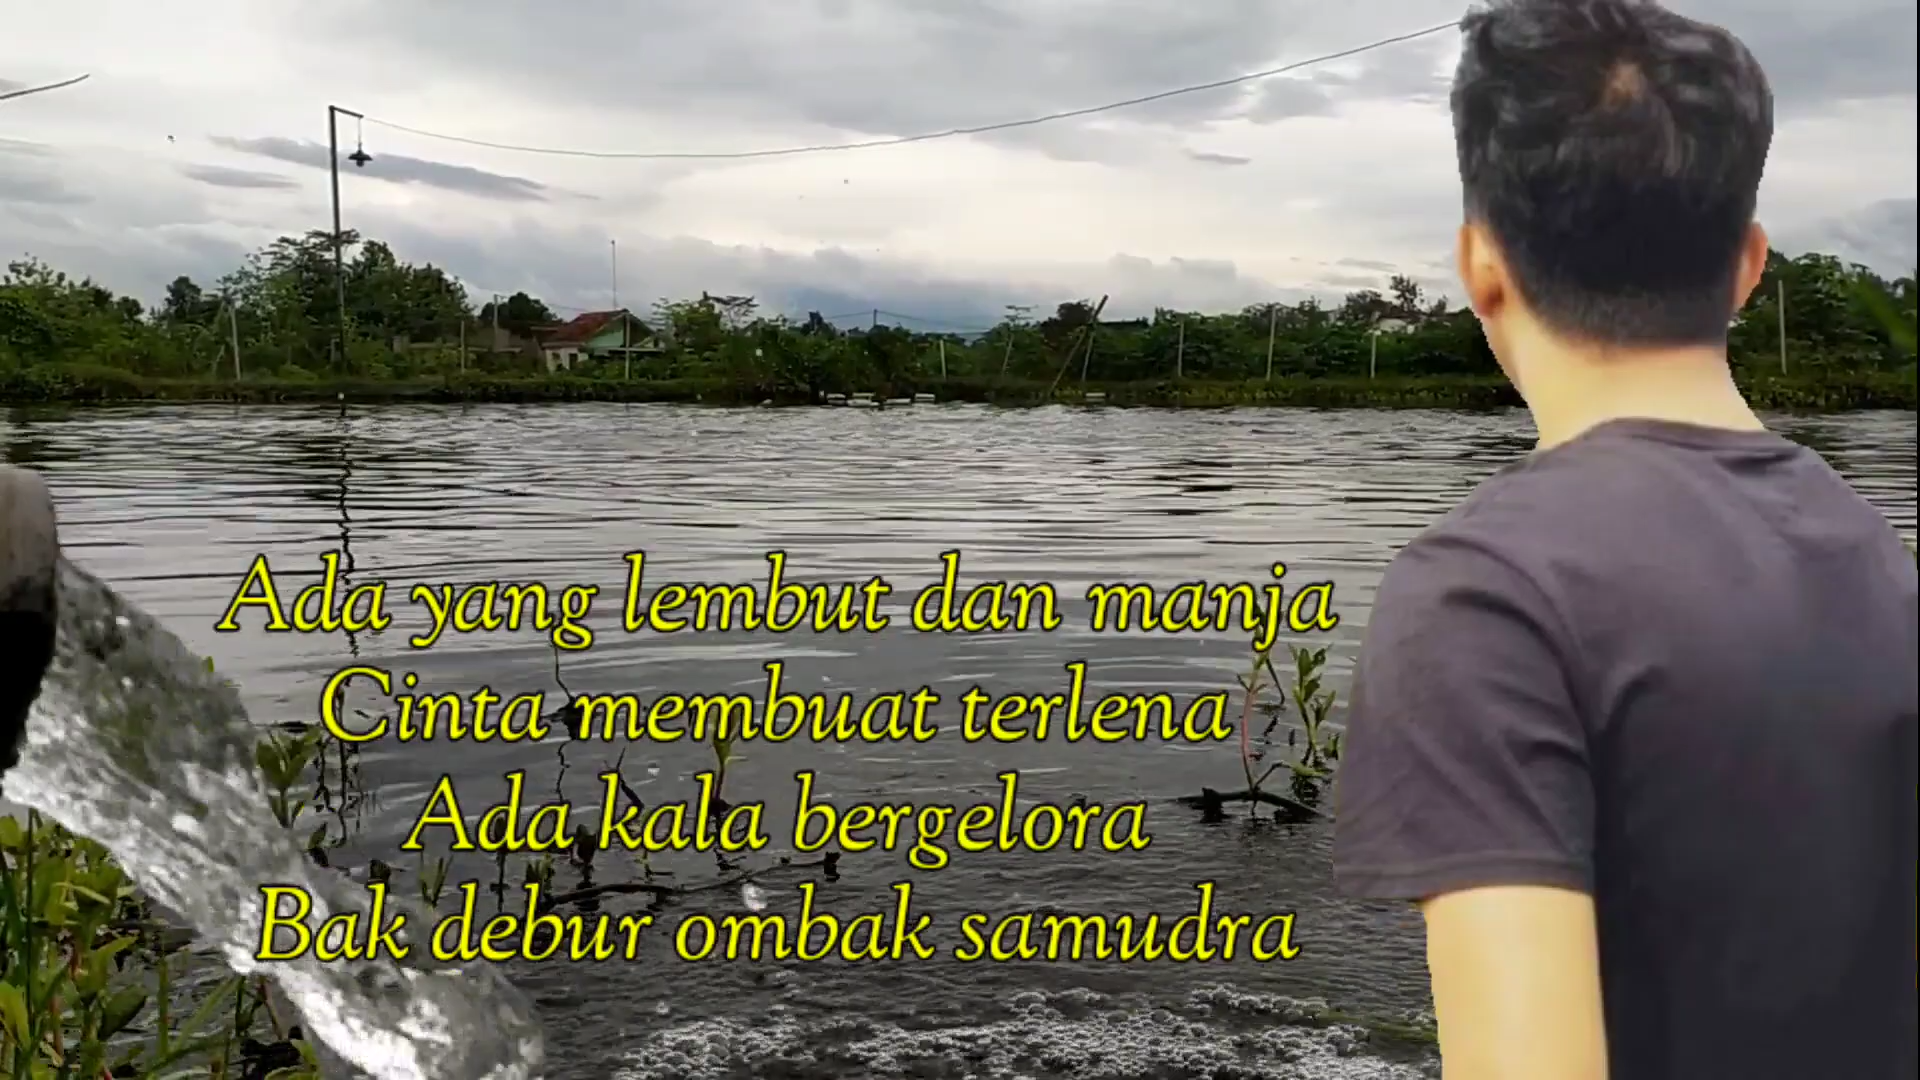 Ada yang lembut dan manja
Cinta membuat terlena
Ada kala bergelora
Bak debur ombak samudra